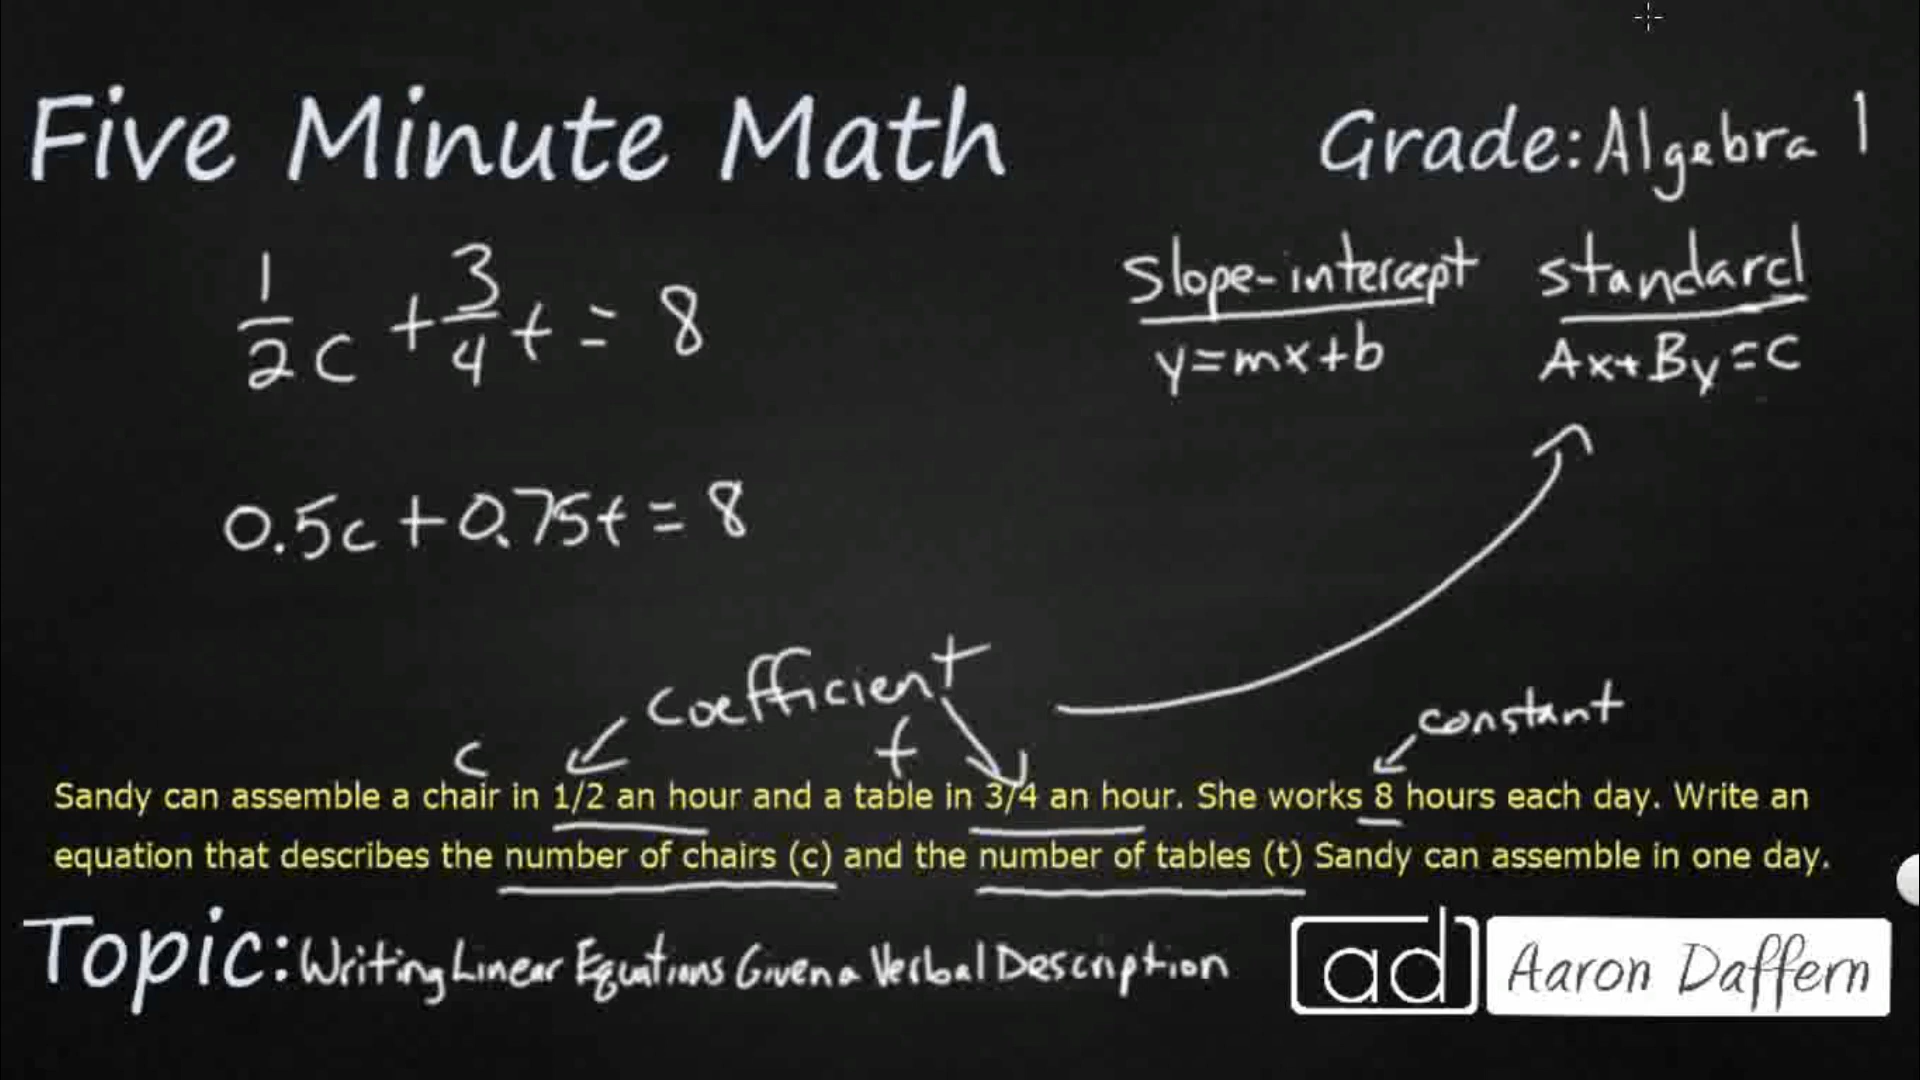 Five Minute Math
Grade: Algebra 1
1/2 c + 3/4 t = 8
slope-intercept
y=mx+b
standard
Ax+By=C
0.5c+0.75t=8
coefficient
constant
c
t
Sandy can assemble a chair in 1/2 an hour and a table in 3/4 an hour. She works 8 hours each day. Write an
equation that describes the number of chairs (c) and the number of tables (t) Sandy can assemble in one day.
Topic: Writing Linear Equations Given a Verbal Description
ad
Aaron Daffern